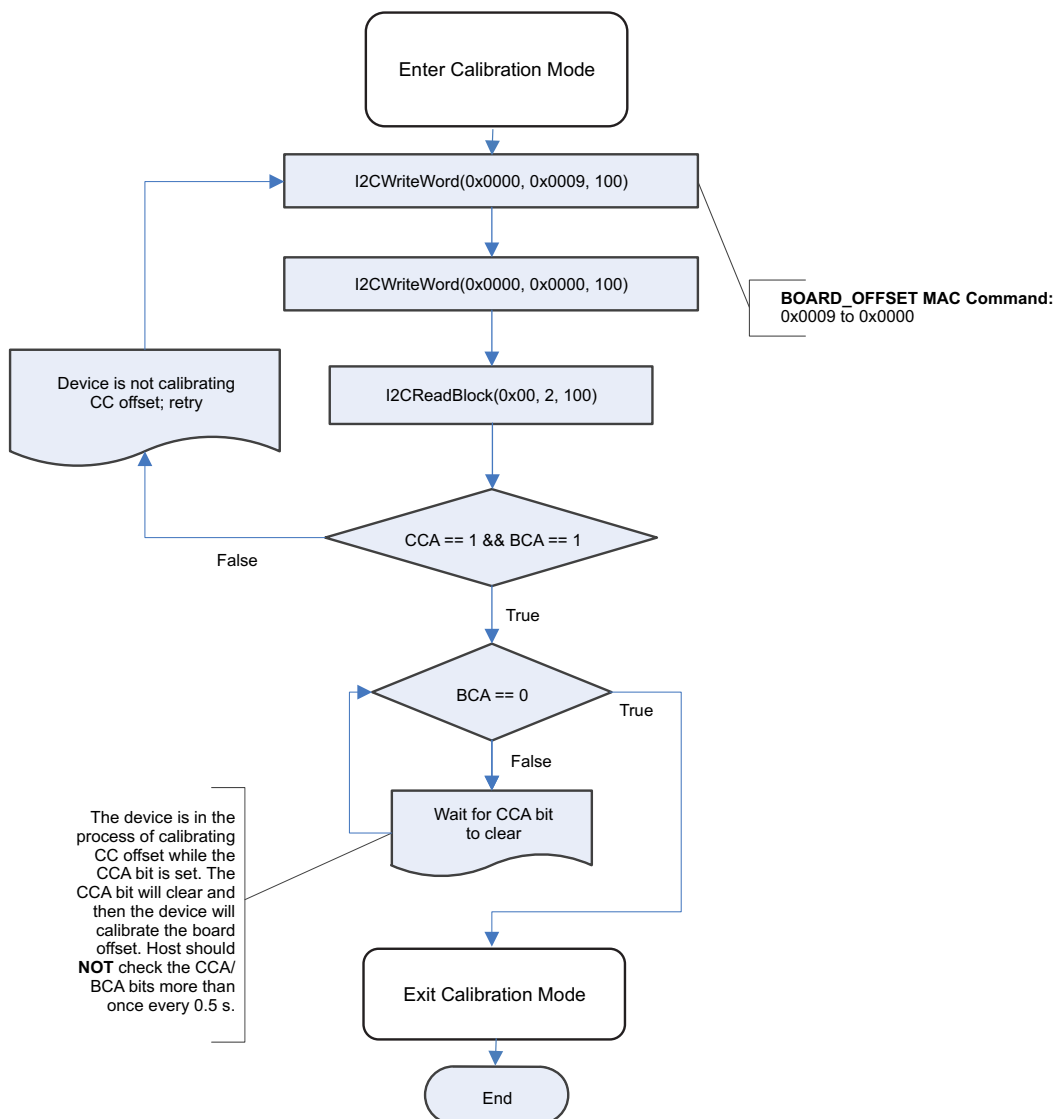 Enter Calibration Mode
I2CWriteWord(0x0000, 0x0009, 100)
I2CWriteWord(0x0000, 0x0000, 100)
BOARD_OFFSET MAC Command:
0x0009 to 0x0000
Device is not calibrating
CC offset; retry
I2CReadBlock(0x00, 2, 100)
CCA == 1 && BCA == 1
False
True
BCA == 0
True
False
Wait for CCA bit
to clear
The device is in the
process of calibrating
CC offset while the
CCA bit is set. The
CCA bit will clear and
then the device will
calibrate the board
offset. Host should
NOT check the CCA/
BCA bits more than
once every 0.5 s.
Exit Calibration Mode
End